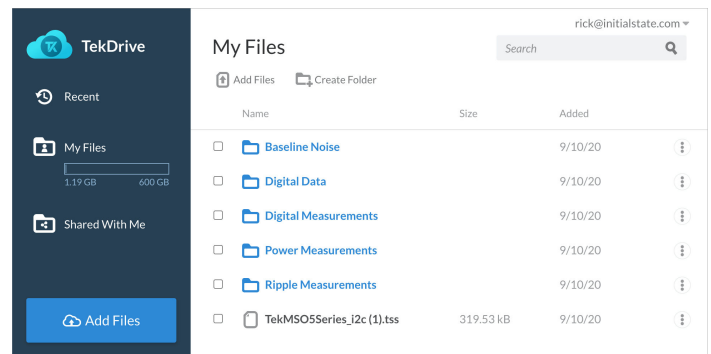 rick@initialstate.com
TK TekDrive
My Files
Search
Add Files Create Folder
Recent
Name Size Added
My Files
1.19 GB 600 GB
Shared With Me
Add Files
Baseline Noise 9/10/20
Digital Data 9/10/20
Digital Measurements 9/10/20
Power Measurements 9/10/20
Ripple Measurements 9/10/20
TekMSO5Series_i2c (1).tss 319.53 kB 9/10/20